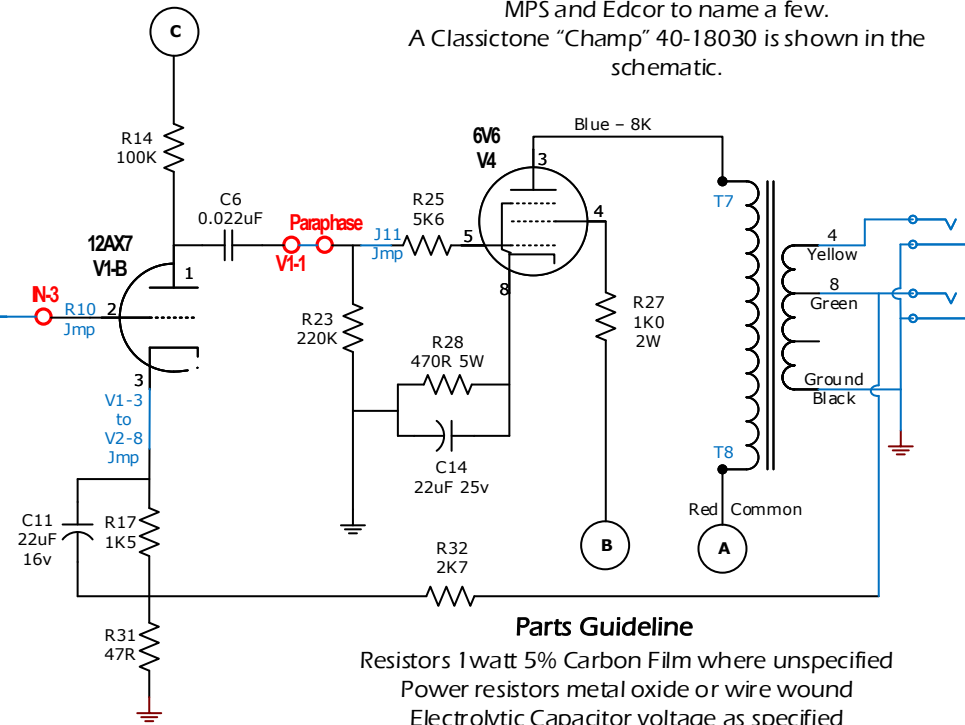 MPS and Edcor to name a few.
A Classictone “Champ” 40-18030 is shown in the
schematic.
C
R14
100K
6V6
V4
Blue – 8K
3
T7
C6
0.022uF
Paraphase
V1-1
J11
Jmp
R25
5K6
5
4
8
12AX7
V1-B
1
IN-3
R10
Jmp
2
3
V1-3
to
V2-8
Jmp
R23
220K
R28
470R 5W
C14
22uF 25v
R27
1K0
2W
4
Yellow
8
Green
Ground
Black
T8
Red Common
A
B
C11
22uF
16v
R17
1K5
R32
2K7
R31
47R
Parts Guideline
Resistors 1watt 5% Carbon Film where unspecified
Power resistors metal oxide or wire wound
Electrolytic Capacitor voltage as specified